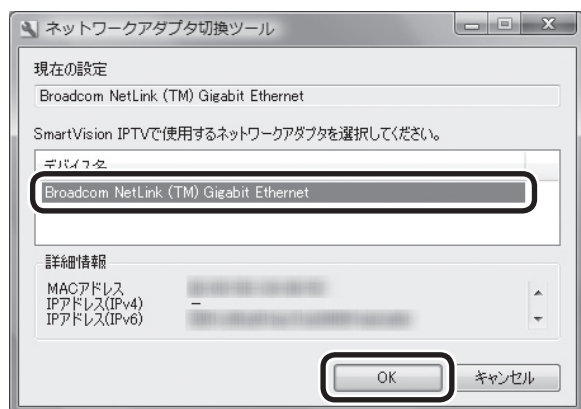 ネットワークアダプタ切換ツール
現在の設定
Broadcom NetLink (TM) Gigabit Ethernet
SmartVision IPTVで使用するネットワークアダプタを選択してください。
デバイス名
Broadcom NetLink (TM) Gigabit Ethernet
詳細情報
MACアドレス
IPアドレス(IPv4) –
IPアドレス(IPv6)
OK キャンセル